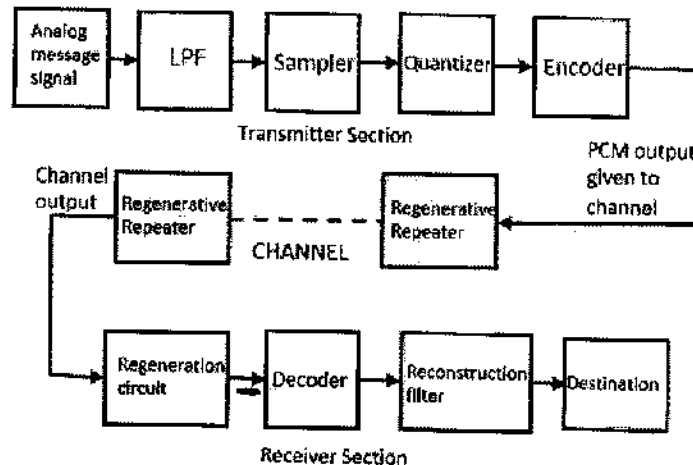 Analog
message
signal
LPF
Sampler
Quantizer
Encoder
Transmitter Section
PCM output
given to
channel
Channel
output
Regenerative
Repeater
CHANNEL
Regenerative
Repeater
Regeneration
circuit
Decoder
Reconstruction
filter
Destination
Receiver Section